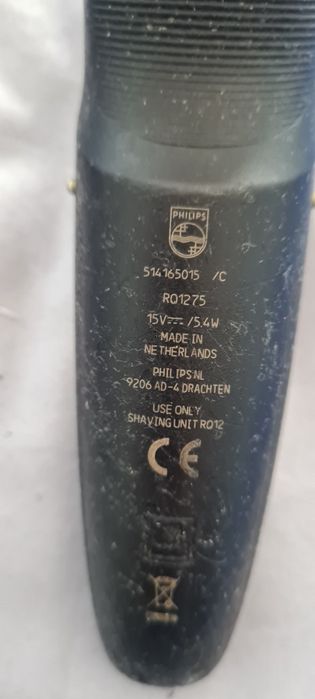 PHILIPS
514165015 /C
RQ1275
15V⎓ /5.4W
MADE IN
NETHERLANDS
PHILIPS NL
9206 AD-4 DRACHTEN
USE ONLY
SHAVING UNIT RQ12
CE